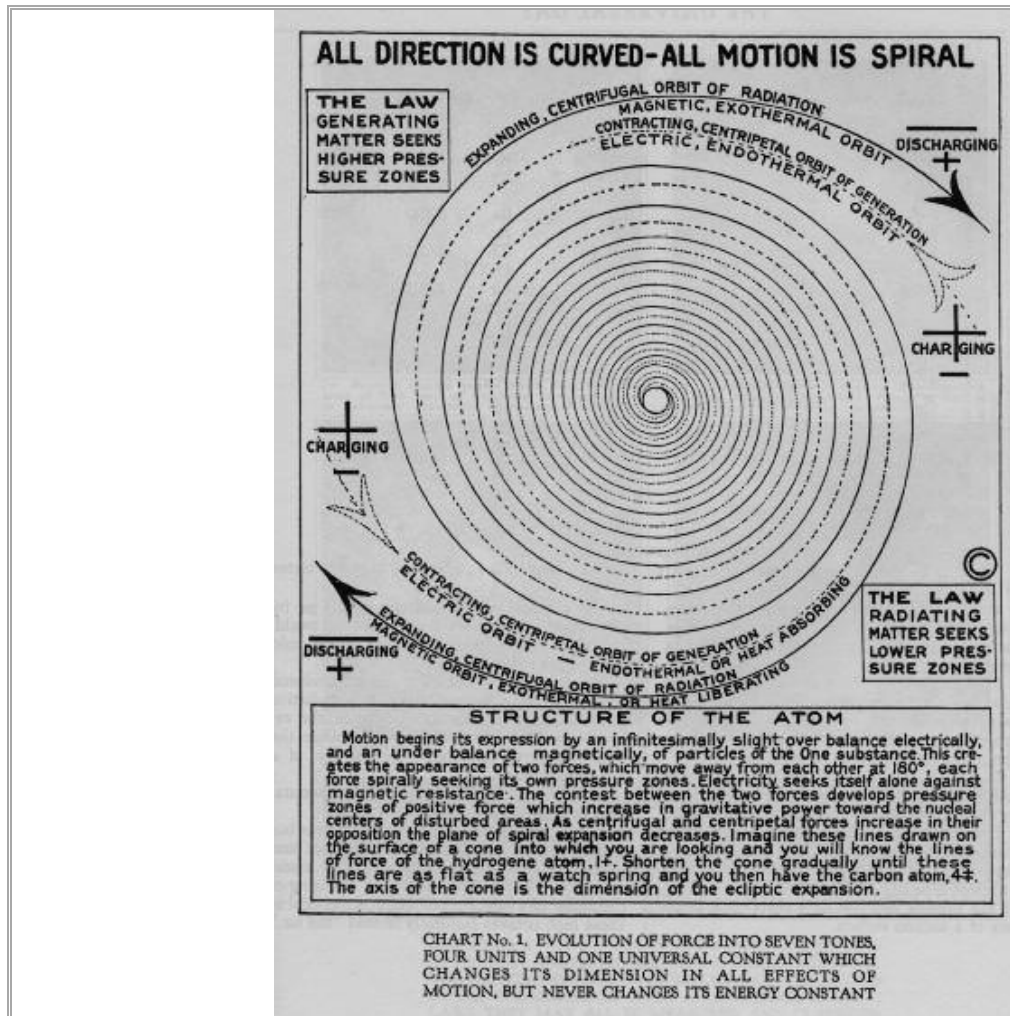 ALL DIRECTION IS CURVED-ALL MOTION IS SPIRAL
THE LAW
GENERATING
MATTER SEEKS
HIGHER PRES-
SURE ZONES
EXPANDING, CENTRIFUGAL ORBIT OF RADIATION
MAGNETIC, EXOTHERMAL ORBIT
CONTRACTING, CENTRIPETAL ORBIT OF GENERATION
ELECTRIC, ENDOTHERMAL ORBIT
DISCHARGING
+
CHARGING
–
CHARGING
–
CONTRACTING, CENTRIPETAL ORBIT OF GENERATION
ELECTRIC ORBIT – ENDOTHERMAL OR HEAT ABSORBING
EXPANDING, CENTRIFUGAL ORBIT OF RADIATION
MAGNETIC ORBIT, EXOTHERMAL, OR HEAT LIBERATING
DISCHARGING
+
©
THE LAW
RADIATING
MATTER SEEKS
LOWER PRES-
SURE ZONES
STRUCTURE OF THE ATOM
Motion begins its expression by an infinitesimally slight over balance electrically,
and an under balance magnetically, of particles of the One substance. This cre-
ates the appearance of two forces, which move away from each other at 180°, each
force spirally seeking its own pressure zones. Electricity seeks itself alone against
magnetic resistance. The contest between the two forces develops pressure
zones of positive force which increase in gravitative power toward the nucleal
centers of disturbed areas. As centrifugal and centripetal forces increase in their
opposition the plane of spiral expansion decreases. Imagine these lines drawn on
the surface of a cone into which you are looking and you will know the lines
of force of the hydrogene atom, 1+. Shorten the cone gradually until these
lines are as flat as a watch spring and you then have the carbon atom, 4‡.
The axis of the cone is the dimension of the ecliptic expansion.
CHART No. 1. EVOLUTION OF FORCE INTO SEVEN TONES,
FOUR UNITS AND ONE UNIVERSAL CONSTANT WHICH
CHANGES ITS DIMENSION IN ALL EFFECTS OF
MOTION, BUT NEVER CHANGES ITS ENERGY CONSTANT